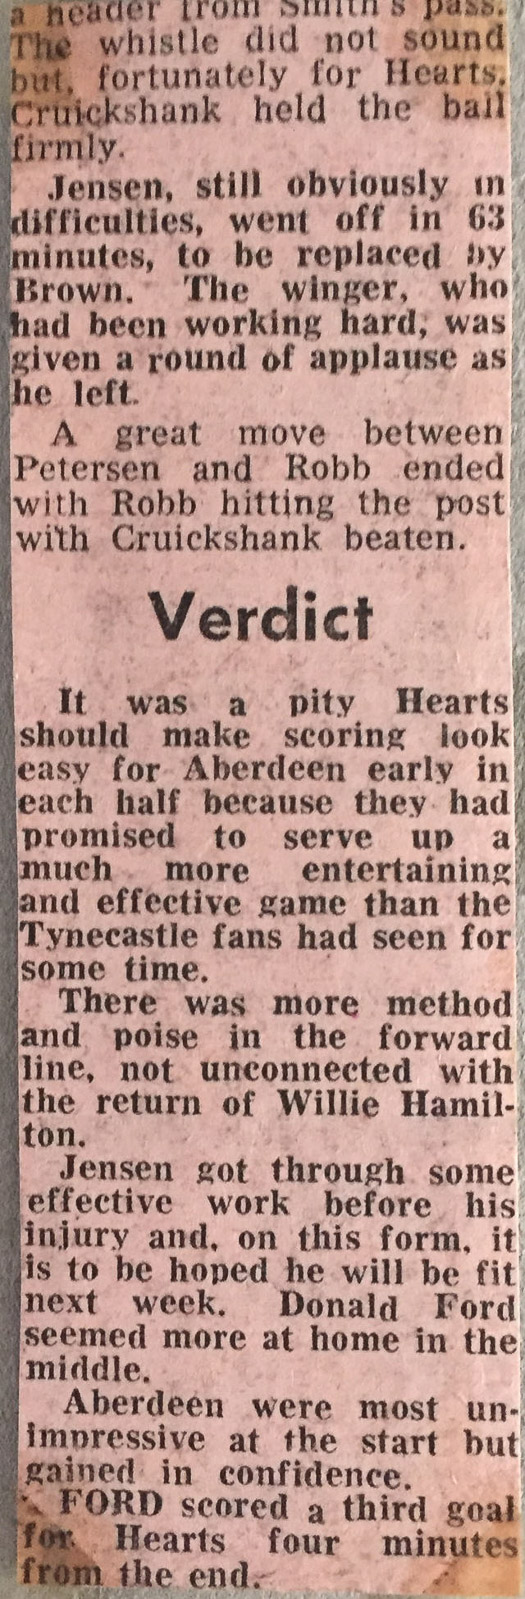 a header from Smith's pass.
The whistle did not sound
but, fortunately for Hearts,
Cruickshank held the ball
firmly.
Jensen, still obviously in
difficulties, went off in 63
minutes, to be replaced by
Brown. The winger, who
had been working hard, was
given a round of applause as
he left.
A great move between
Petersen and Robb ended
with Robb hitting the post
with Cruickshank beaten.
Verdict
It was a pity Hearts
should make scoring look
easy for Aberdeen early in
each half because they had
promised to serve up a
much more entertaining
and effective game than the
Tynecastle fans had seen for
some time.
There was more method
and poise in the forward
line, not unconnected with
the return of Willie Hamil-
ton.
Jensen got through some
effective work before his
injury and, on this form, it
is to be hoped he will be fit
next week. Donald Ford
seemed more at home in the
middle.
Aberdeen were most un-
impressive at the start but
gained in confidence.
FORD scored a third goal
for Hearts four minutes
from the end.